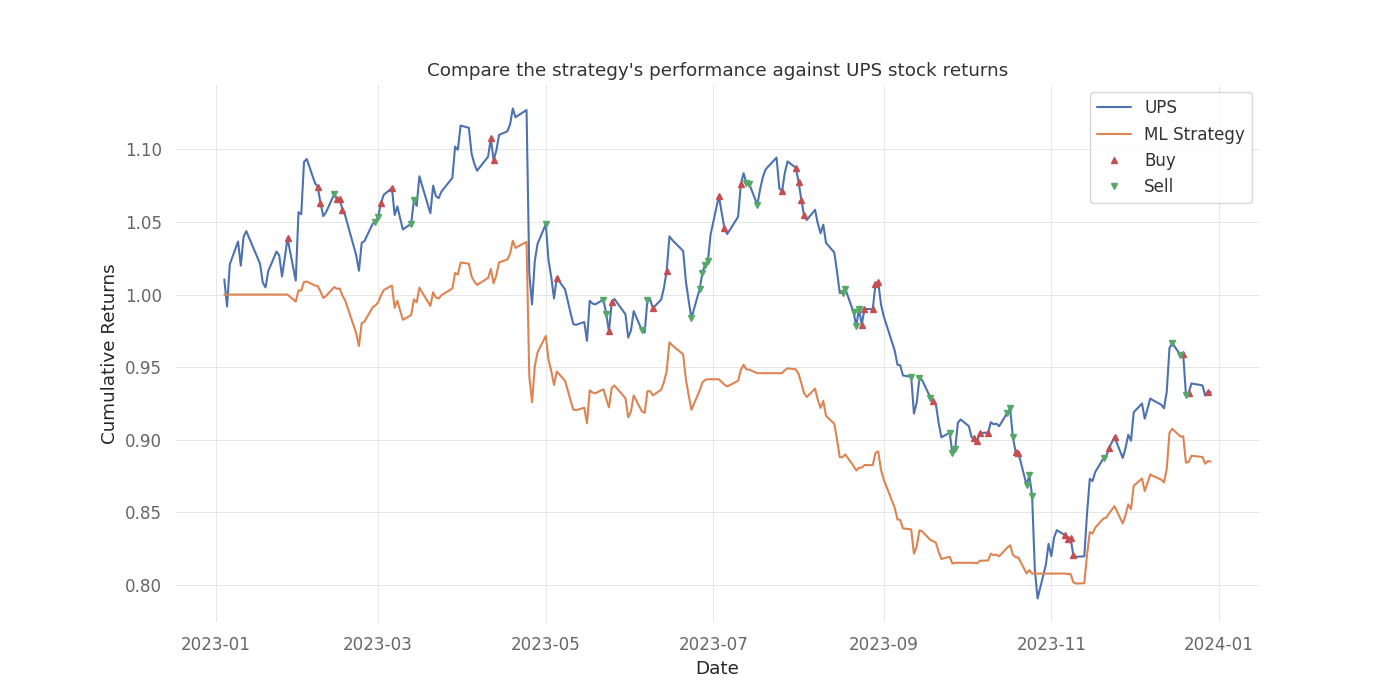 Compare the strategy's performance against UPS stock returns
UPS
ML Strategy
Buy
Sell
1.10
1.05
1.00
0.95
0.90
0.85
0.80
Cumulative Returns
2023-01
2023-03
2023-05
2023-07
2023-09
2023-11
2024-01
Date